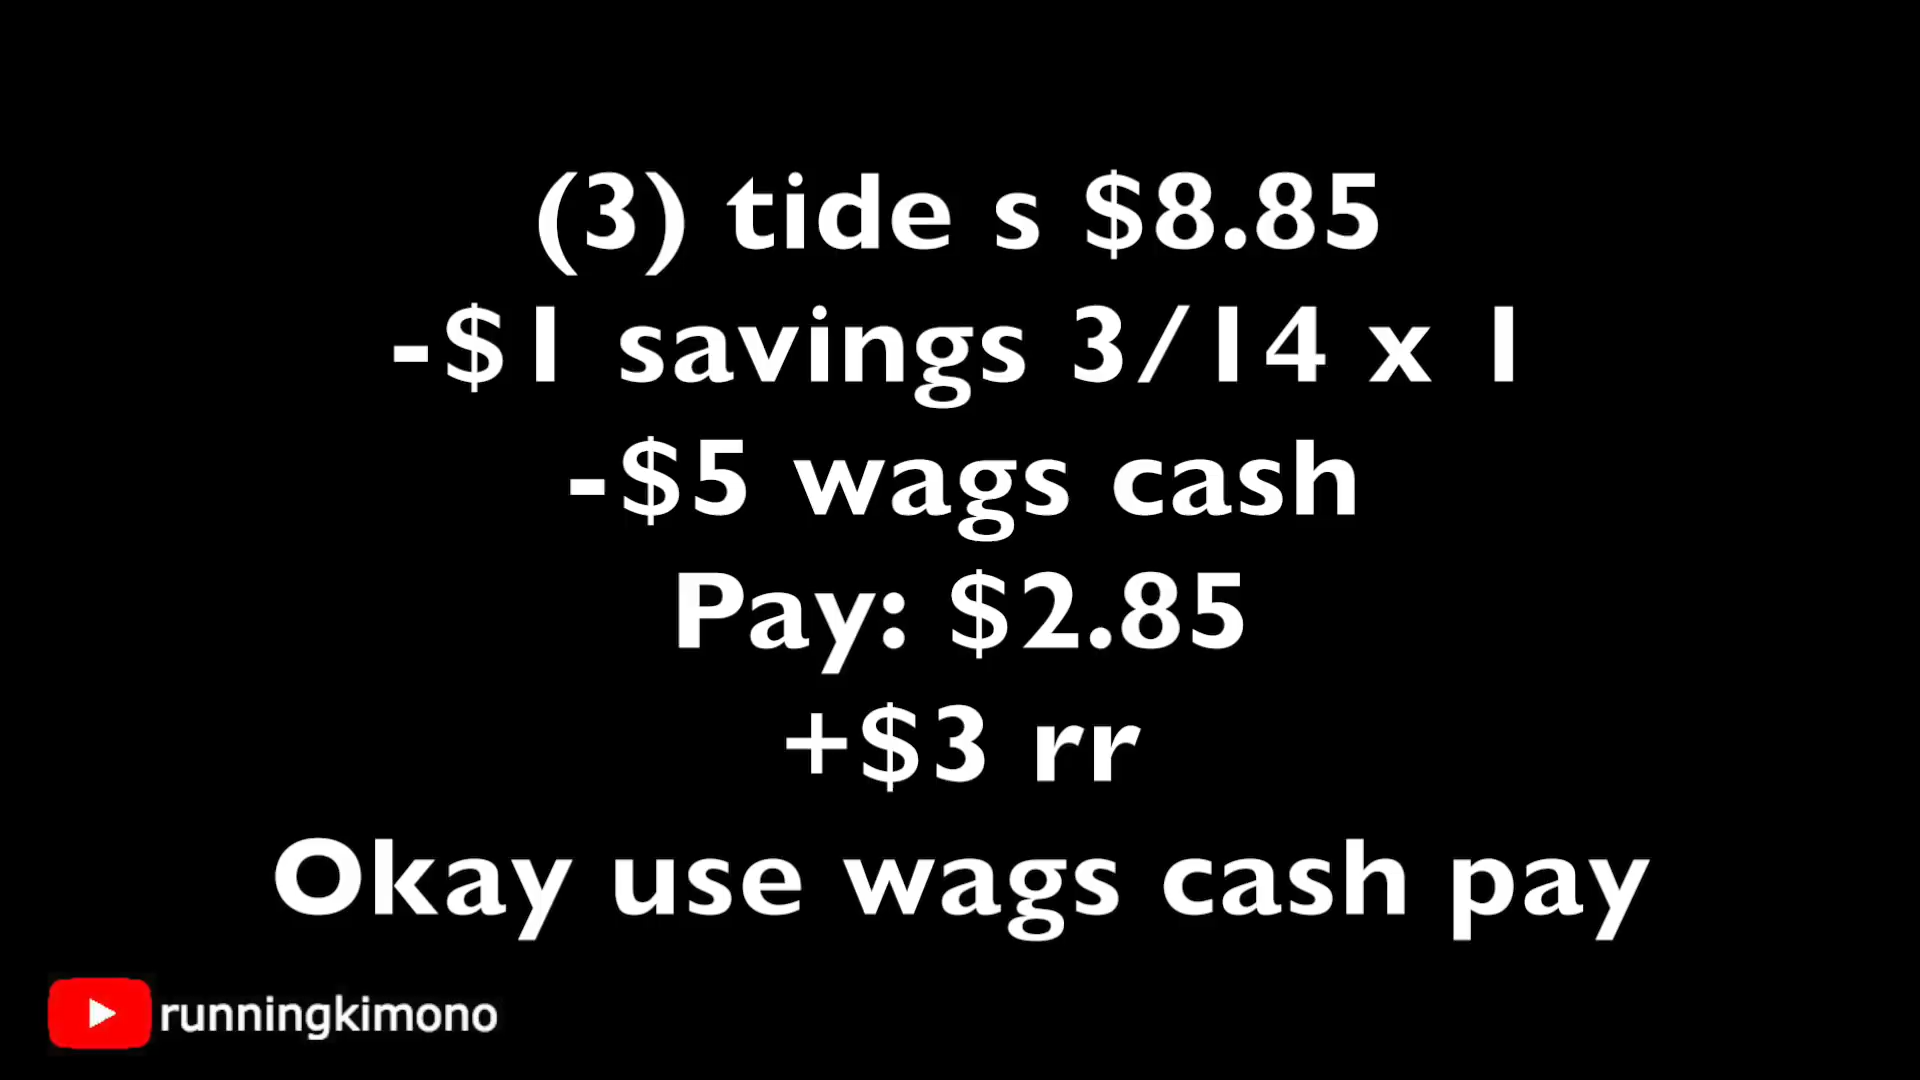 (3) tide s $8.85
-$1 savings 3/14 x 1
-$5 wags cash
Pay: $2.85
+$3 rr
Okay use wags cash pay
runningkimono